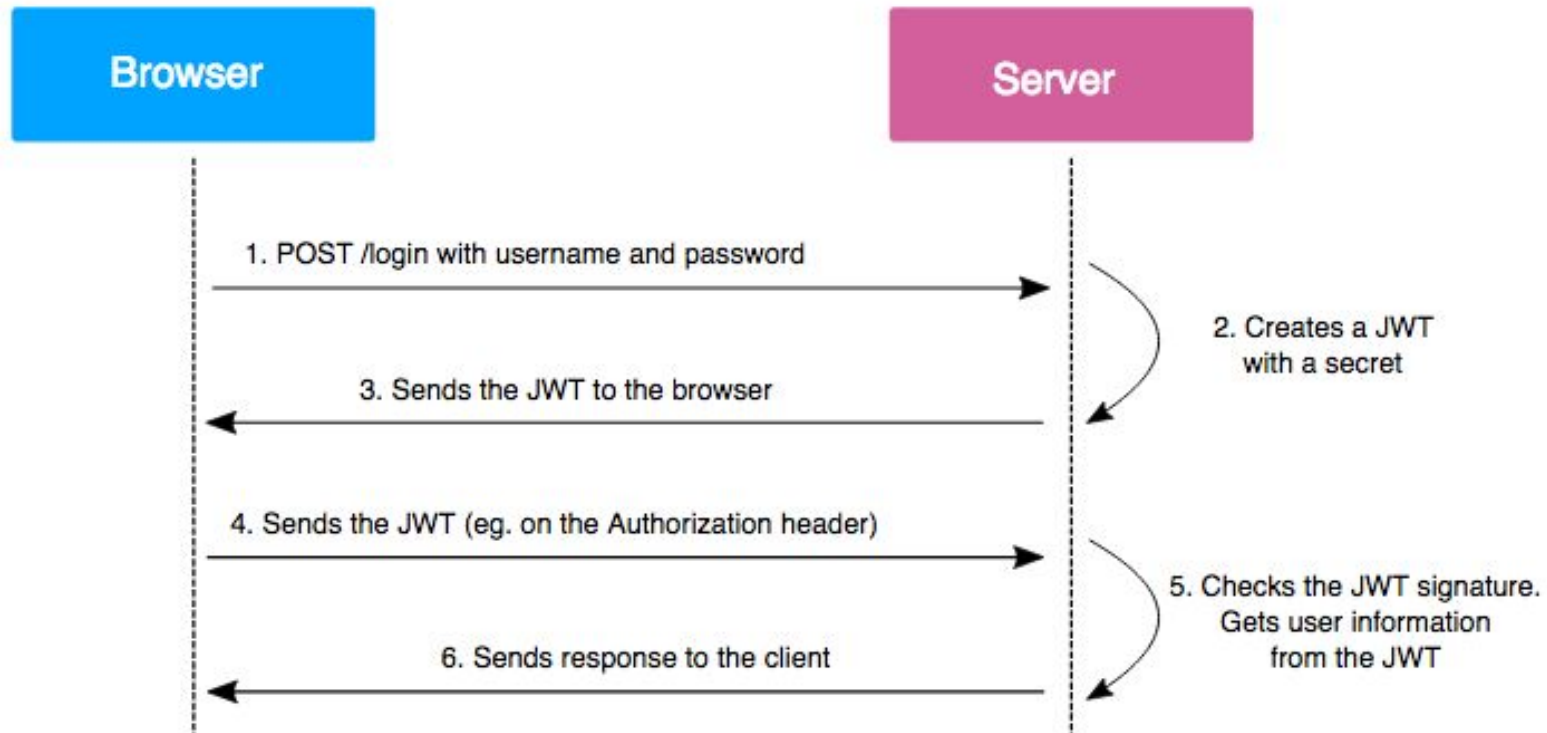 Browser
Server
1. POST /login with username and password
2. Creates a JWT
with a secret
3. Sends the JWT to the browser
4. Sends the JWT (eg. on the Authorization header)
5. Checks the JWT signature.
Gets user information
from the JWT
6. Sends response to the client